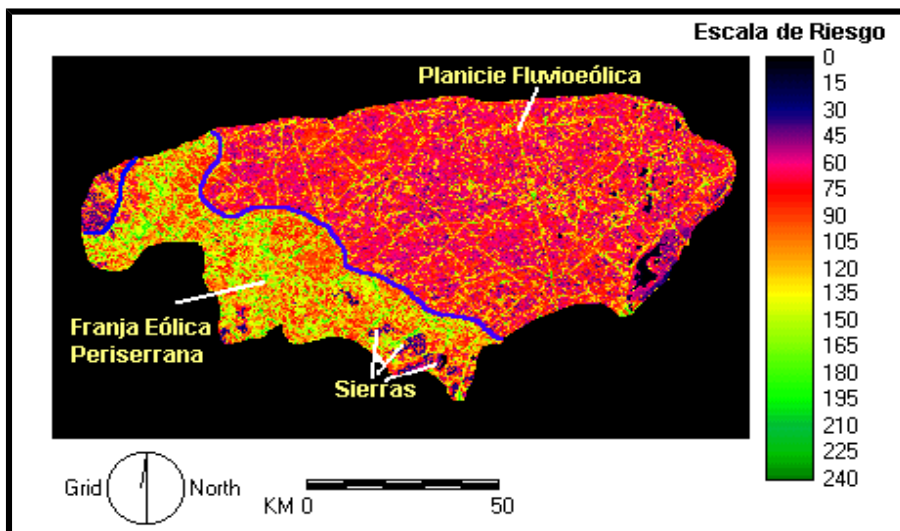 Escala de Riesgo
Planicie Fluvioeólica
Franja Eólica
Periserrana
Sierras
0
15
30
45
60
75
90
105
120
135
150
165
180
195
210
225
240
Grid North
KM 0 50